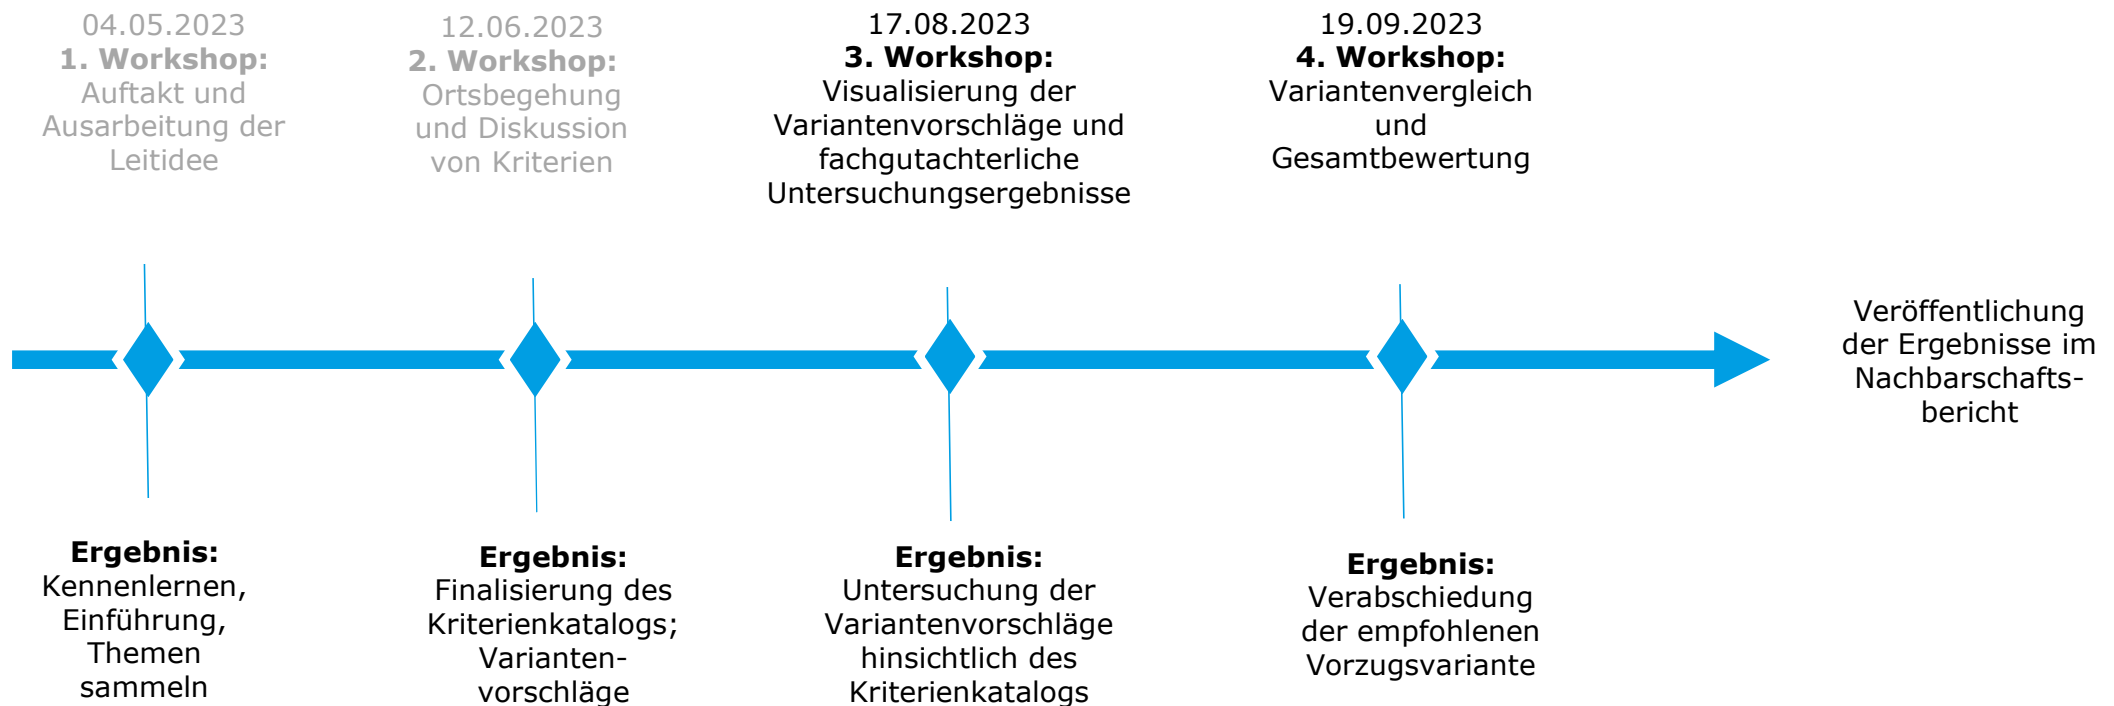 04.05.2023
1. Workshop:
Auftakt und
Ausarbeitung der
Leitidee
12.06.2023
2. Workshop:
Ortsbegehung
und Diskussion
von Kriterien
17.08.2023
3. Workshop:
Visualisierung der
Variantenvorschläge und
fachgutachterliche
Untersuchungsergebnisse
19.09.2023
4. Workshop:
Variantenvergleich
und
Gesamtbewertung
Veröffentlichung
der Ergebnisse im
Nachbarschafts-
bericht
Ergebnis:
Kennenlernen,
Einführung,
Themen
sammeln
Ergebnis:
Finalisierung des
Kriterienkatalogs;
Varianten-
vorschläge
Ergebnis:
Untersuchung der
Variantenvorschläge
hinsichtlich des
Kriterienkatalogs
Ergebnis:
Verabschiedung
der empfohlenen
Vorzugsvariante